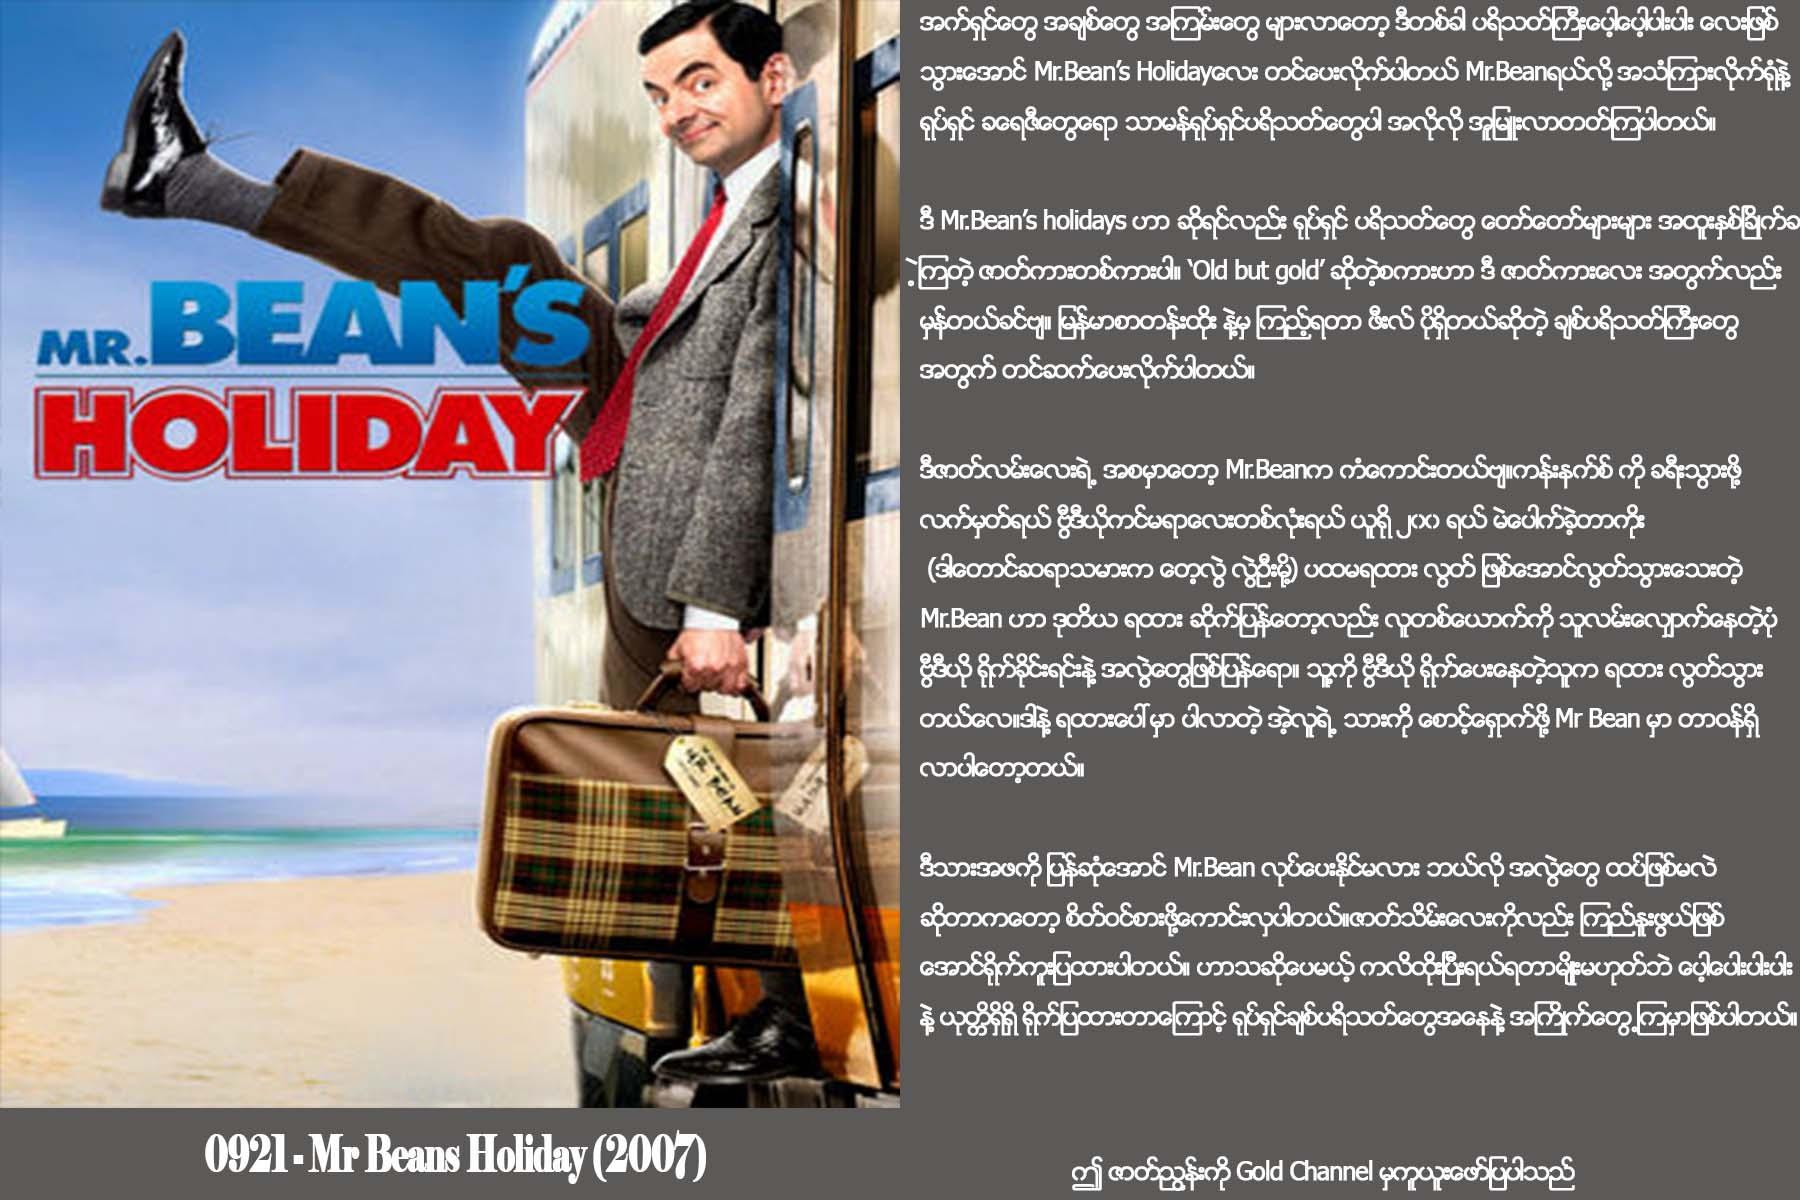 MR. BEAN'S
HOLIDAY
MR. BEAN
0921 - Mr Beans Holiday (2007)
အက်ရှင်တွေ အချစ်တွေ အကြမ်းတွေ များလာတော့ ဒီတစ်ခါ ပရိသတ်ကြီးပေါ့ပေါ့ပါးပါး လေးဖြစ်
သွားအောင် Mr.Bean's Holidayလေး တင်ပေးလိုက်ပါတယ် Mr.Beanရယ်လို့ အသံကြားလိုက်ရုံနဲ့
ရုပ်ရှင် ခရေဇီတွေရော သာမန်ရုပ်ရှင်ပရိသတ်တွေပါ အလိုလို အူမြူးလာတတ်ကြပါတယ်။
ဒီ Mr.Bean's holidays ဟာ ဆိုရင်လည်း ရုပ်ရှင် ပရိသတ်တွေ တော်တော်များများ အထူးနှစ်ခြိုက်ခ
ဲ့ကြတဲ့ ဇာတ်ကားတစ်ကားပါ။ 'Old but gold' ဆိုတဲ့စကားဟာ ဒီ ဇာတ်ကားလေး အတွက်လည်း
မှန်တယ်ခင်ဗျ။ မြန်မာစာတန်းထိုး နဲ့မှ ကြည့်ရတာ ဖီးလ် ပိုရှိတယ်ဆိုတဲ့ ချစ်ပရိသတ်ကြီးတွေ
အတွက် တင်ဆက်ပေးလိုက်ပါတယ်။
ဒီဇာတ်လမ်းလေးရဲ့ အစမှာတော့ Mr.Beanက ကံကောင်းတယ်ဗျ။ကန်းနက်စ် ကို ခရီးသွားဖို့
လက်မှတ်ရယ် ဗွီဒီယိုကင်မရာလေးတစ်လုံးရယ် ယူရို ၂၀၀ ရယ် မဲပေါက်ခဲ့တာကိုး
(ဒါတောင်ဆရာသမားက တေ့လွဲ လွဲဦးမို့) ပထမရထား လွတ် ဖြစ်အောင်လွတ်သွားသေးတဲ့
Mr.Bean ဟာ ဒုတိယ ရထား ဆိုက်ပြန်တော့လည်း လူတစ်ယောက်ကို သူလမ်းလျှောက်နေတဲ့ပုံ
ဗွီဒီယို ရိုက်ခိုင်းရင်းနဲ့ အလွဲတွေဖြစ်ပြန်ရော။ သူ့ကို ဗွီဒီယို ရိုက်ပေးနေတဲ့သူက ရထား လွတ်သွား
တယ်လေ။ဒါနဲ့ ရထားပေါ်မှာ ပါလာတဲ့ အဲ့လူရဲ့ သားကို စောင့်ရှောက်ဖို့ Mr Bean မှာ တာဝန်ရှိ
လာပါတော့တယ်။
ဒီသားအဖကို ပြန်ဆုံအောင် Mr.Bean လုပ်ပေးနိုင်မလား ဘယ်လို အလွဲတွေ ထပ်ဖြစ်မလဲ
ဆိုတာကတော့ စိတ်ဝင်စားဖို့ကောင်းလှပါတယ်။ဇာတ်သိမ်းလေးကိုလည်း ကြည်နူးဖွယ်ဖြစ်
အောင်ရိုက်ကူးပြထားပါတယ်။ ဟာသဆိုပေမယ့် ကလိထိုးပြီးရယ်ရတာမျိုးမဟုတ်ဘဲ ပေါ့ပေါးပါးပါး
နဲ့ ယုတ္တိရှိရှိ ရိုက်ပြထားတာကြောင့် ရုပ်ရှင်ချစ်ပရိသတ်တွေအနေနဲ့ အကြိုက်တွေ့ကြမှာဖြစ်ပါတယ်။
ဤ ဇာတ်ညွှန်းကို Gold Channel မှကူယူးဖော်ပြပါသည်